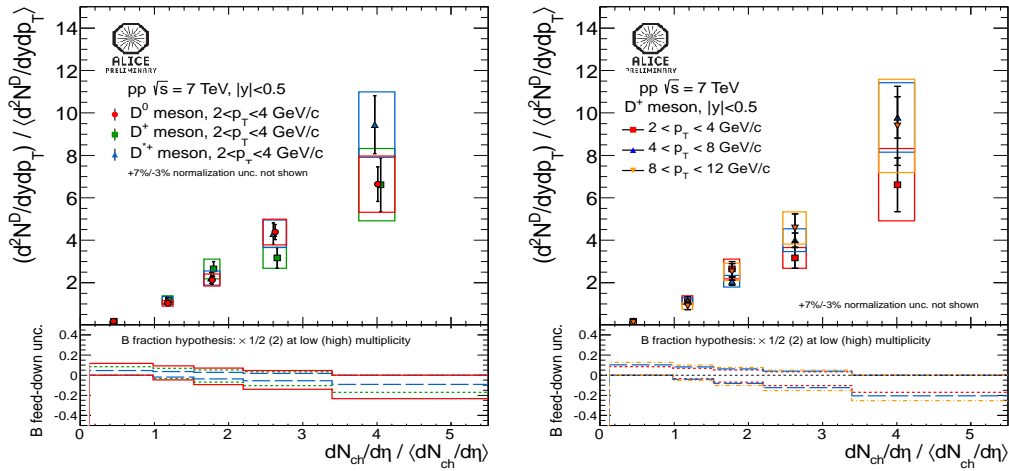 (d²N^D/dydp_T) / ⟨d²N^D/dydp_T⟩
14
12
10
8
6
4
2
ALICE
PRELIMINARY
pp √s = 7 TeV, |y|<0.5
D⁰ meson, 2<p_T<4 GeV/c
D⁺ meson, 2<p_T<4 GeV/c
D*⁺ meson, 2<p_T<4 GeV/c
+7%/-3% normalization unc. not shown
B feed-down unc.
B fraction hypothesis: × 1/2 (2) at low (high) multiplicity
0.4
0.2
0
-0.2
-0.4
0 1 2 3 4 5
dN_ch/dη / ⟨dN_ch/dη⟩
(d²N^D/dydp_T) / ⟨d²N^D/dydp_T⟩
14
12
10
8
6
4
2
ALICE
PRELIMINARY
pp √s = 7 TeV
D⁺ meson, |y|<0.5
2 < p_T < 4 GeV/c
4 < p_T < 8 GeV/c
8 < p_T < 12 GeV/c
+7%/-3% normalization unc. not shown
B feed-down unc.
B fraction hypothesis: × 1/2 (2) at low (high) multiplicity
0.4
0.2
0
-0.2
-0.4
0 1 2 3 4 5
dN_ch/dη / ⟨dN_ch/dη⟩